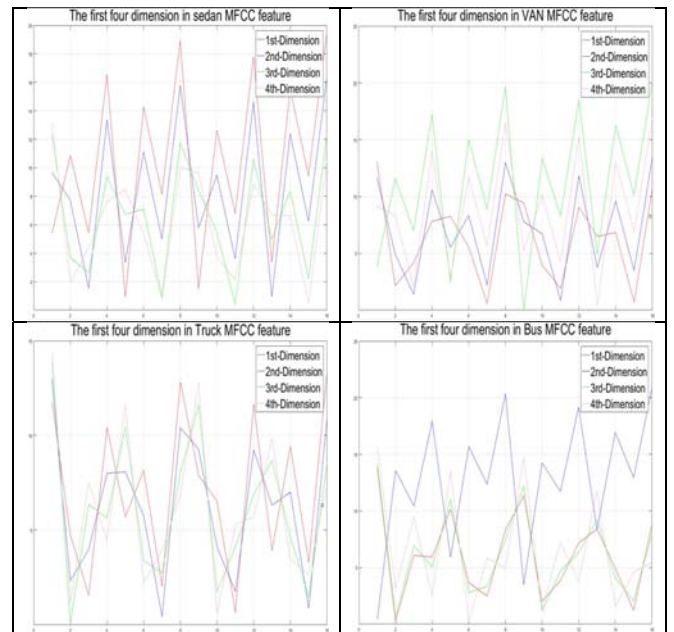 The first four dimension in sedan MFCC feature
1st-Dimension
2nd-Dimension
3rd-Dimension
4th-Dimension
The first four dimension in VAN MFCC feature
1st-Dimension
2nd-Dimension
3rd-Dimension
4th-Dimension
The first four dimension in Truck MFCC feature
1st-Dimension
2nd-Dimension
3rd-Dimension
4th-Dimension
The first four dimension in Bus MFCC feature
1st-Dimension
2nd-Dimension
3rd-Dimension
4th-Dimension